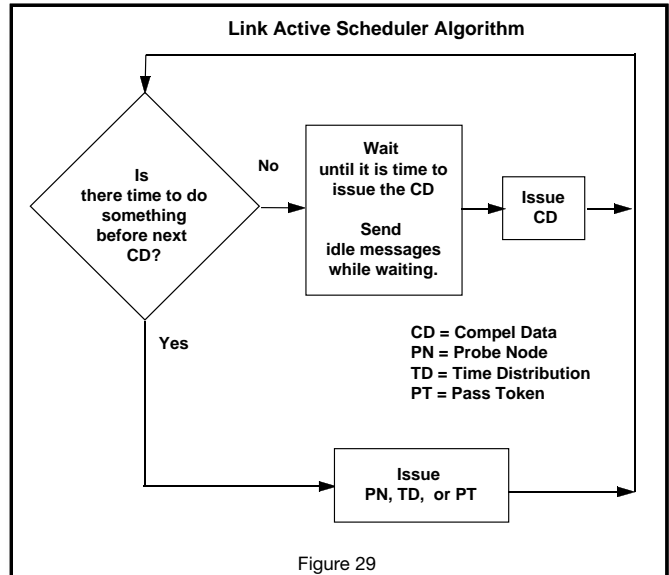 Link Active Scheduler Algorithm
Is
there time to do
something
before next
CD?
No
Wait
until it is time to
issue the CD
Send
idle messages
while waiting.
Issue
CD
Yes
CD = Compel Data
PN = Probe Node
TD = Time Distribution
PT = Pass Token
Issue
PN, TD,  or PT
Figure 29